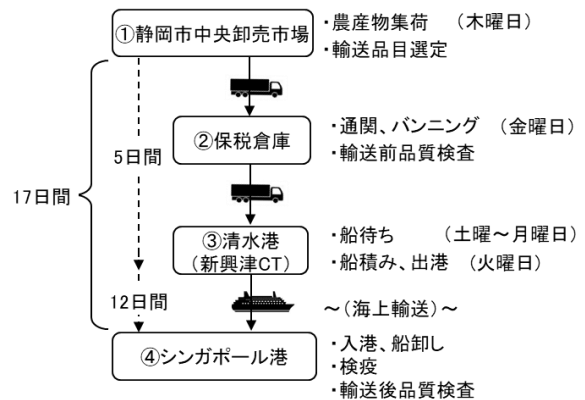 ①静岡市中央卸売市場
・農産物集荷　（木曜日）
・輸送品目選定
5日間
17日間
②保税倉庫
・通関、バンニング　（金曜日）
・輸送前品質検査
③清水港
（新興津CT）
・船待ち　　（土曜～月曜日）
・船積み、出港　（火曜日）
12日間
～（海上輸送）～
④シンガポール港
・入港、船卸し
・検疫
・輸送後品質検査